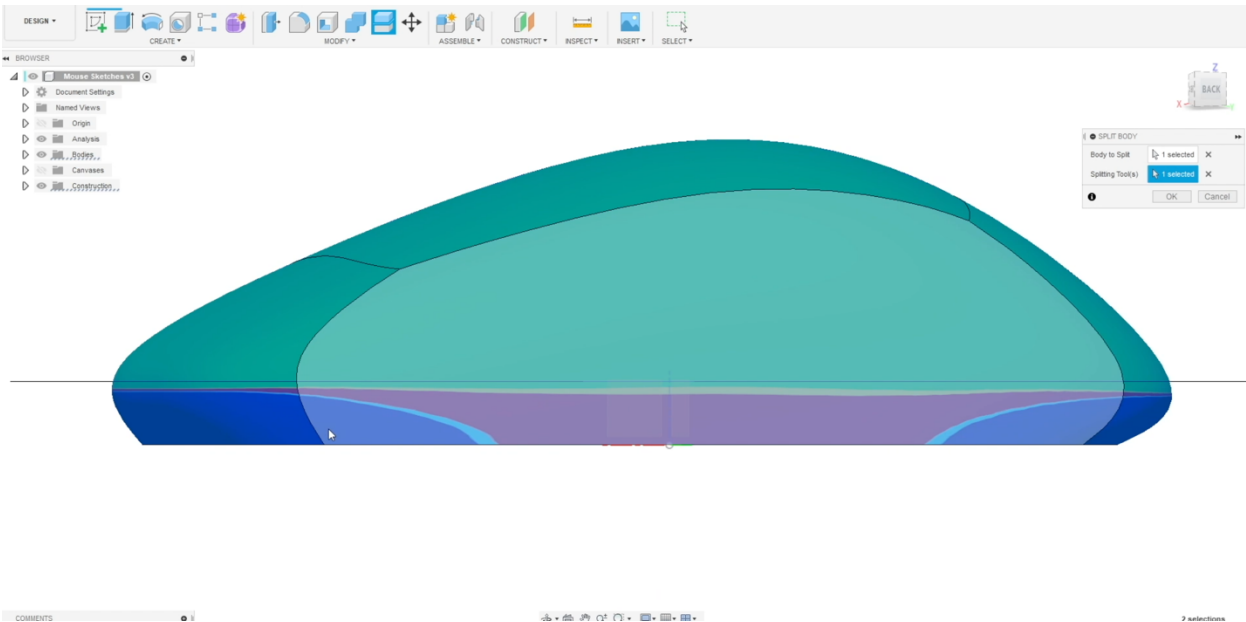 DESIGN
CREATE
MODIFY
ASSEMBLE
CONSTRUCT
INSPECT
INSERT
SELECT
BROWSER
Mouse Sketches v3
Document Settings
Named Views
Origin
Analysis
Bodies
Canvases
Construction
Z
BACK
X
SPLIT BODY
Body to Split 1 selected
Splitting Tool(s) 1 selected
OK Cancel
COMMENTS
2 selections